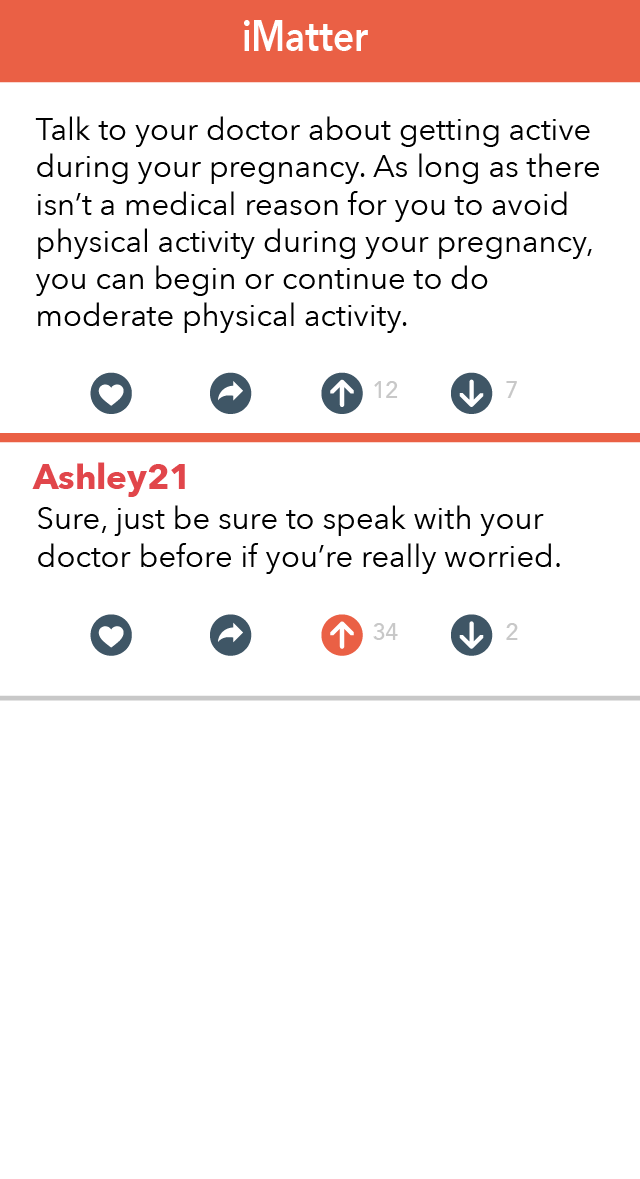 iMatter
Talk to your doctor about getting active
during your pregnancy. As long as there
isn’t a medical reason for you to avoid
physical activity during your pregnancy,
you can begin or continue to do
moderate physical activity.
12 7
Ashley21
Sure, just be sure to speak with your
doctor before if you’re really worried.
34 2